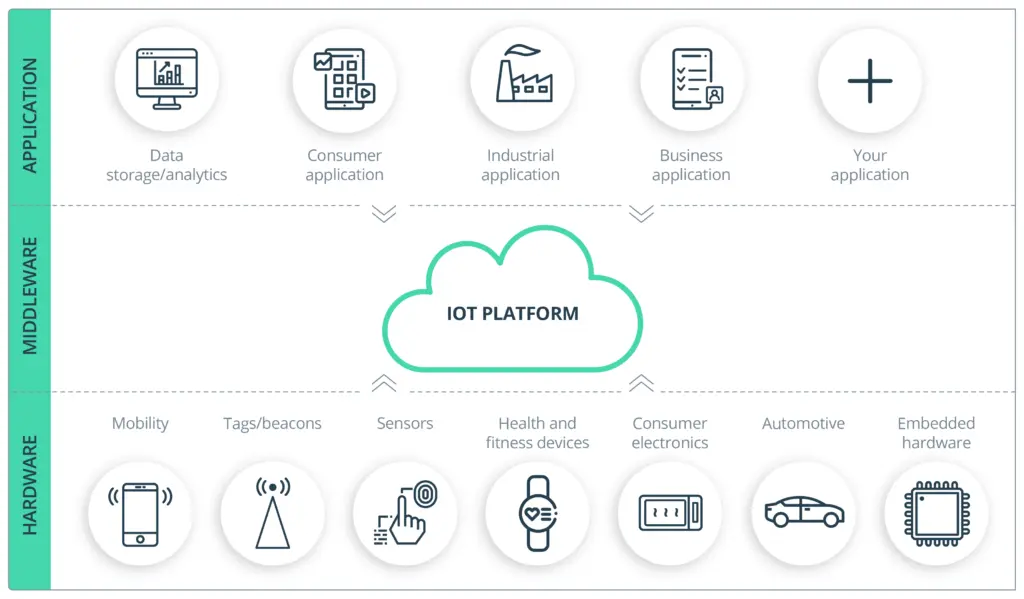 APPLICATION
Data
storage/analytics
Consumer
application
Industrial
application
Business
application
Your
application
MIDDLEWARE
IOT PLATFORM
HARDWARE
Mobility
Tags/beacons
Sensors
Health and
fitness devices
Consumer
electronics
Automotive
Embedded
hardware